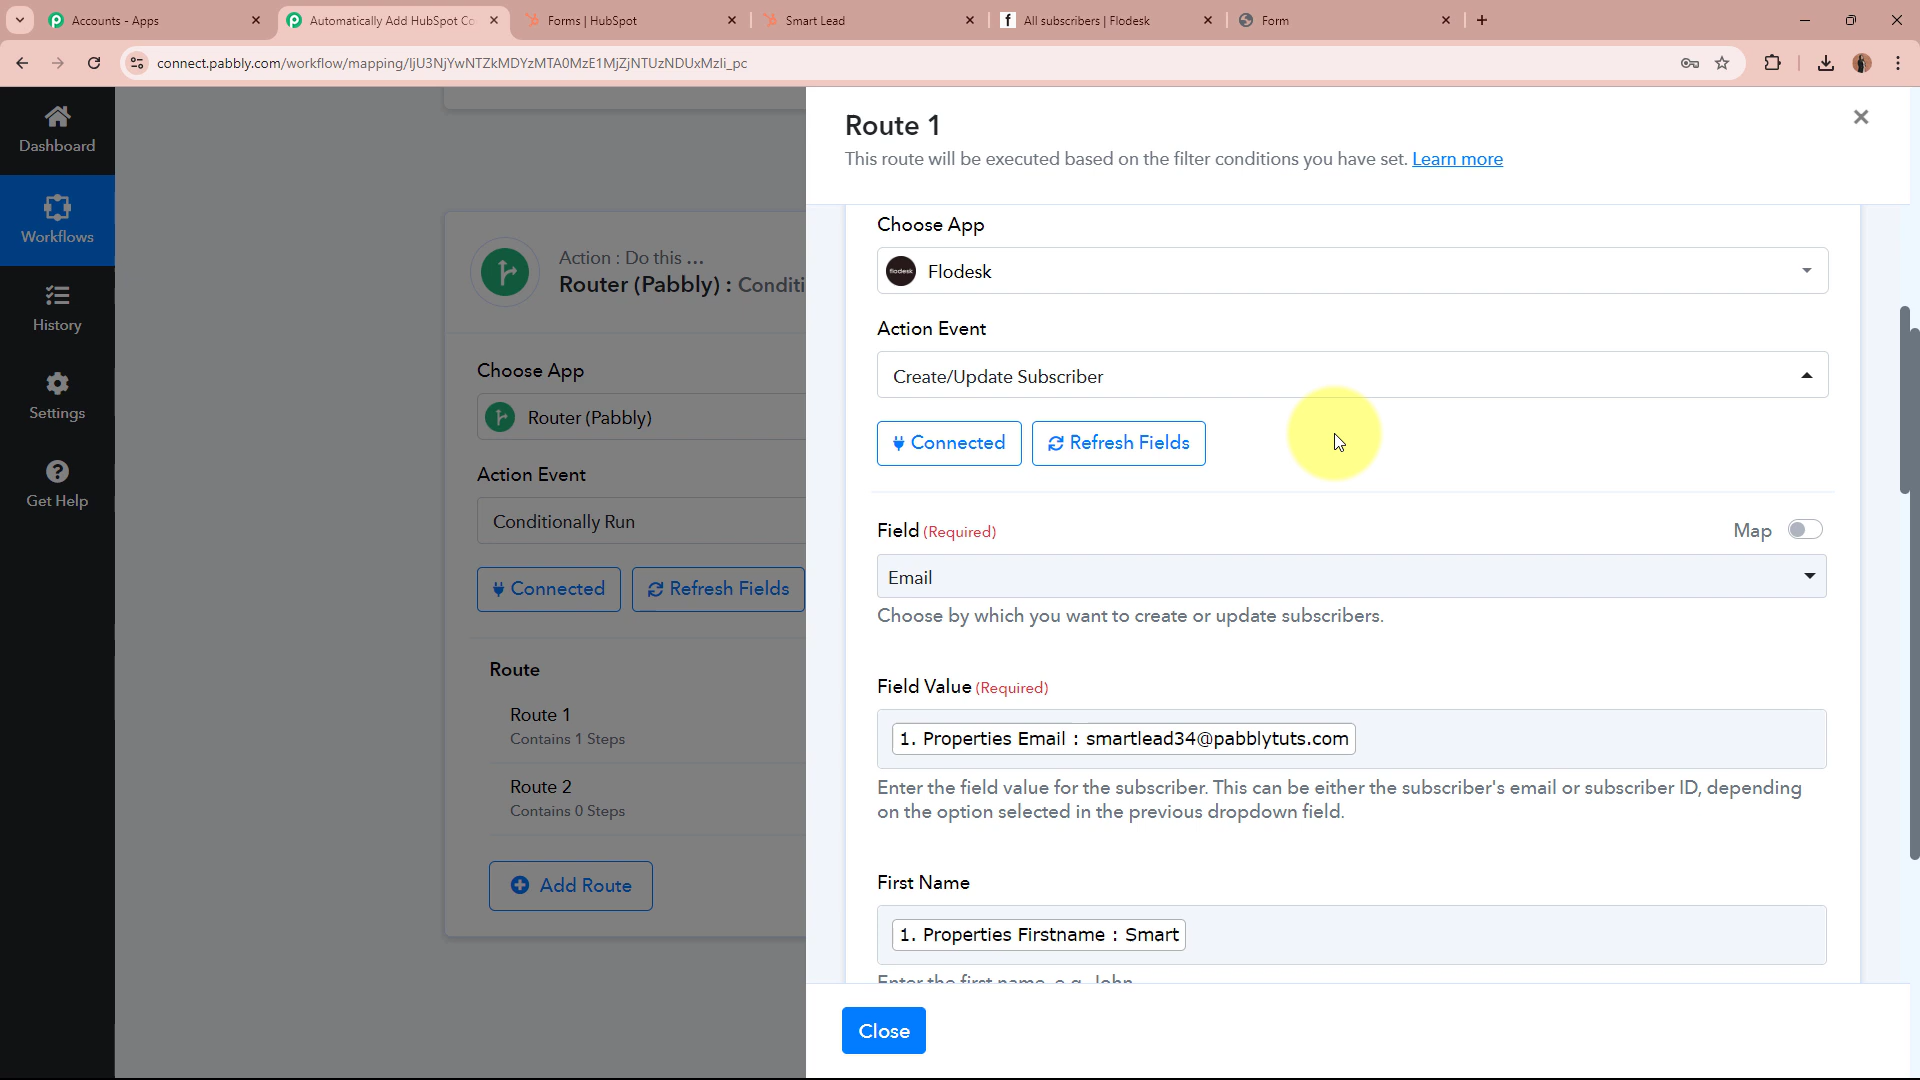 Accounts - Apps
Automatically Add HubSpot Co
Forms | HubSpot
Smart Lead
f
All subscribers | Flodesk
Form
connect.pabbly.com/workflow/mapping/IjU3NjYwNTZkMDYzMTA0MzE1MjZjNTUzNDUxMzIi_pc
Dashboard
Workflows
History
Settings
Get Help
Action : Do this ...
Router (Pabbly) : Conditi
Choose App
Router (Pabbly)
Action Event
Conditionally Run
Connected
Refresh Fields
Route
Route 1
Contains 1 Steps
Route 2
Contains 0 Steps
Add Route
Route 1
This route will be executed based on the filter conditions you have set. Learn more
Choose App
flodesk
Flodesk
Action Event
Create/Update Subscriber
Connected
Refresh Fields
Field (Required)
Map
Email
Choose by which you want to create or update subscribers.
Field Value (Required)
1. Properties Email : smartlead34@pabblytuts.com
Enter the field value for the subscriber. This can be either the subscriber's email or subscriber ID, depending
on the option selected in the previous dropdown field.
First Name
1. Properties Firstname : Smart
Enter the first name, e.g. John
Close